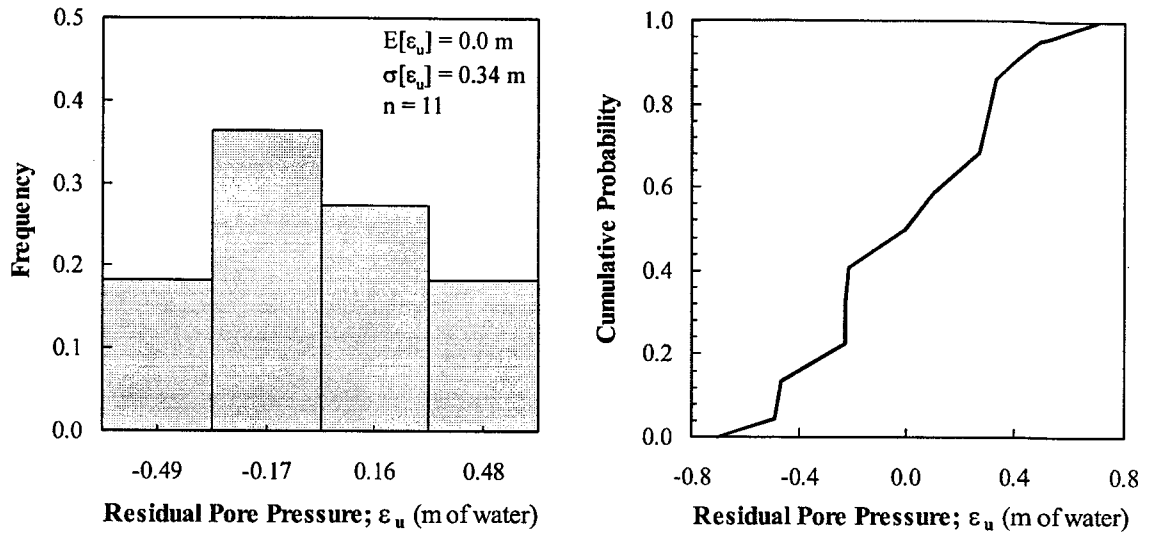 0.5
0.4
0.3
0.2
0.1
0.0
Frequency
E[εᵤ] = 0.0 m
σ[εᵤ] = 0.34 m
n = 11
-0.49 -0.17 0.16 0.48
Residual Pore Pressure; εᵤ (m of water)
1.0
0.8
0.6
0.4
0.2
0.0
Cumulative Probability
-0.8 -0.4 0.0 0.4 0.8
Residual Pore Pressure; εᵤ (m of water)